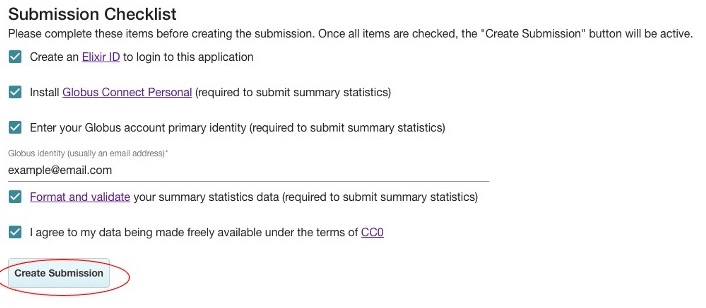 Submission Checklist
Please complete these items before creating the submission. Once all items are checked, the "Create Submission" button will be active.
Create an Elixir ID to login to this application
Install Globus Connect Personal (required to submit summary statistics)
Enter your Globus account primary identity (required to submit summary statistics)
Globus identity (usually an email address)*
example@email.com
Format and validate your summary statistics data (required to submit summary statistics)
I agree to my data being made freely available under the terms of CC0
Create Submission